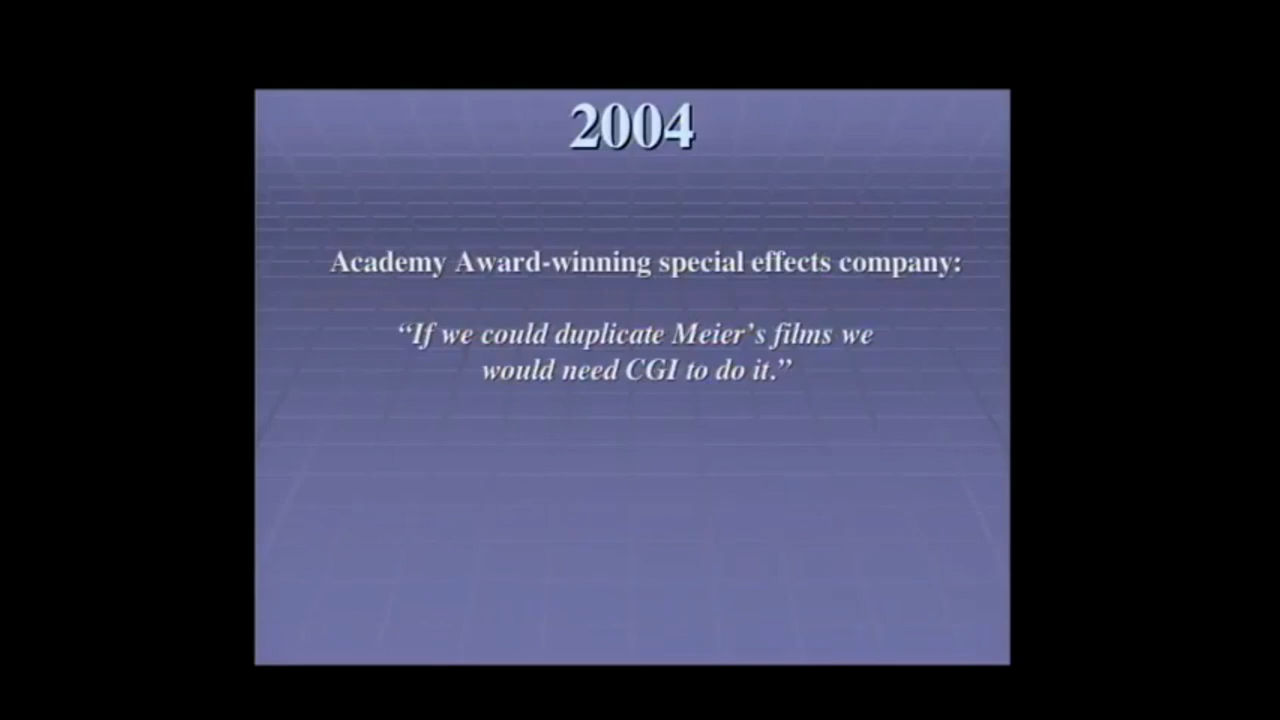 2004
Academy Award-winning special effects company:
“If we could duplicate Meier’s films we
would need CGI to do it.”